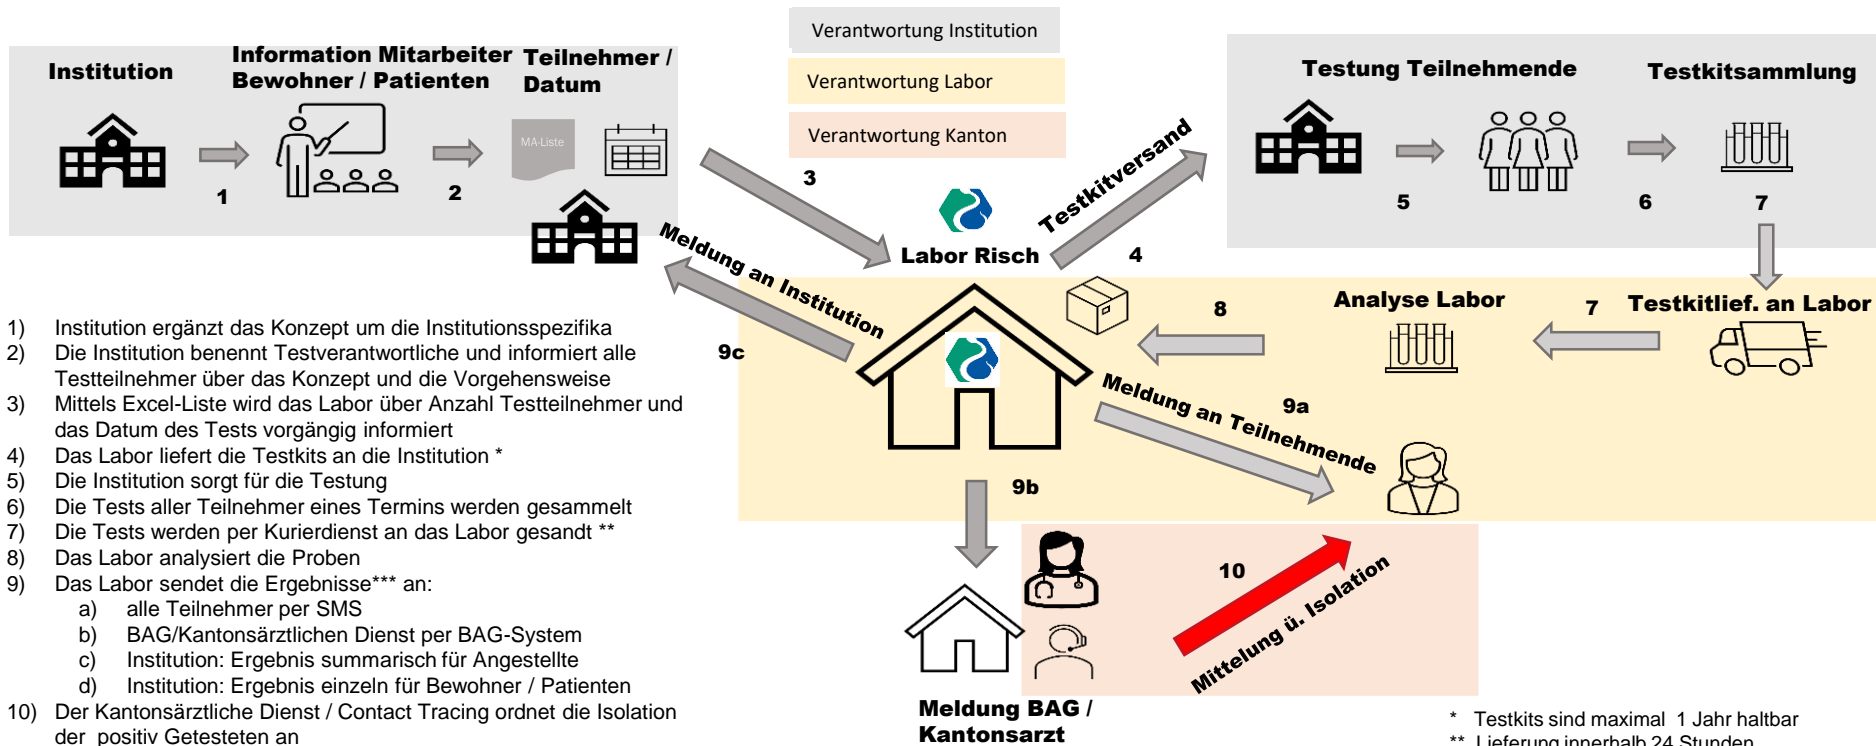 Verantwortung Institution
Verantwortung Labor
Verantwortung Kanton
Institution
Information Mitarbeiter
Bewohner / Patienten
Teilnehmer /
Datum
MA-Liste
1
2
3
Labor Risch
Testkitversand
4
Testung Teilnehmende
Testkitsammlung
5
6
7
Testkitlief. an Labor
7
Analyse Labor
8
Meldung an Institution
9c
Meldung an Teilnehmende
9a
9b
Meldung BAG /
Kantonsarzt
10
Mittelung ü. Isolation
1) Institution ergänzt das Konzept um die Institutionsspezifika
2) Die Institution benennt Testverantwortliche und informiert alle
Testteilnehmer über das Konzept und die Vorgehensweise
3) Mittels Excel-Liste wird das Labor über Anzahl Testteilnehmer und
das Datum des Tests vorgängig informiert
4) Das Labor liefert die Testkits an die Institution *
5) Die Institution sorgt für die Testung
6) Die Tests aller Teilnehmer eines Termins werden gesammelt
7) Die Tests werden per Kurierdienst an das Labor gesandt **
8) Das Labor analysiert die Proben
9) Das Labor sendet die Ergebnisse*** an:
a) alle Teilnehmer per SMS
b) BAG/Kantonsärztlichen Dienst per BAG-System
c) Institution: Ergebnis summarisch für Angestellte
d) Institution: Ergebnis einzeln für Bewohner / Patienten
10) Der Kantonsärztliche Dienst / Contact Tracing ordnet die Isolation
der positiv Getesteten an
* Testkits sind maximal 1 Jahr haltbar
** Lieferung innerhalb 24 Stunden